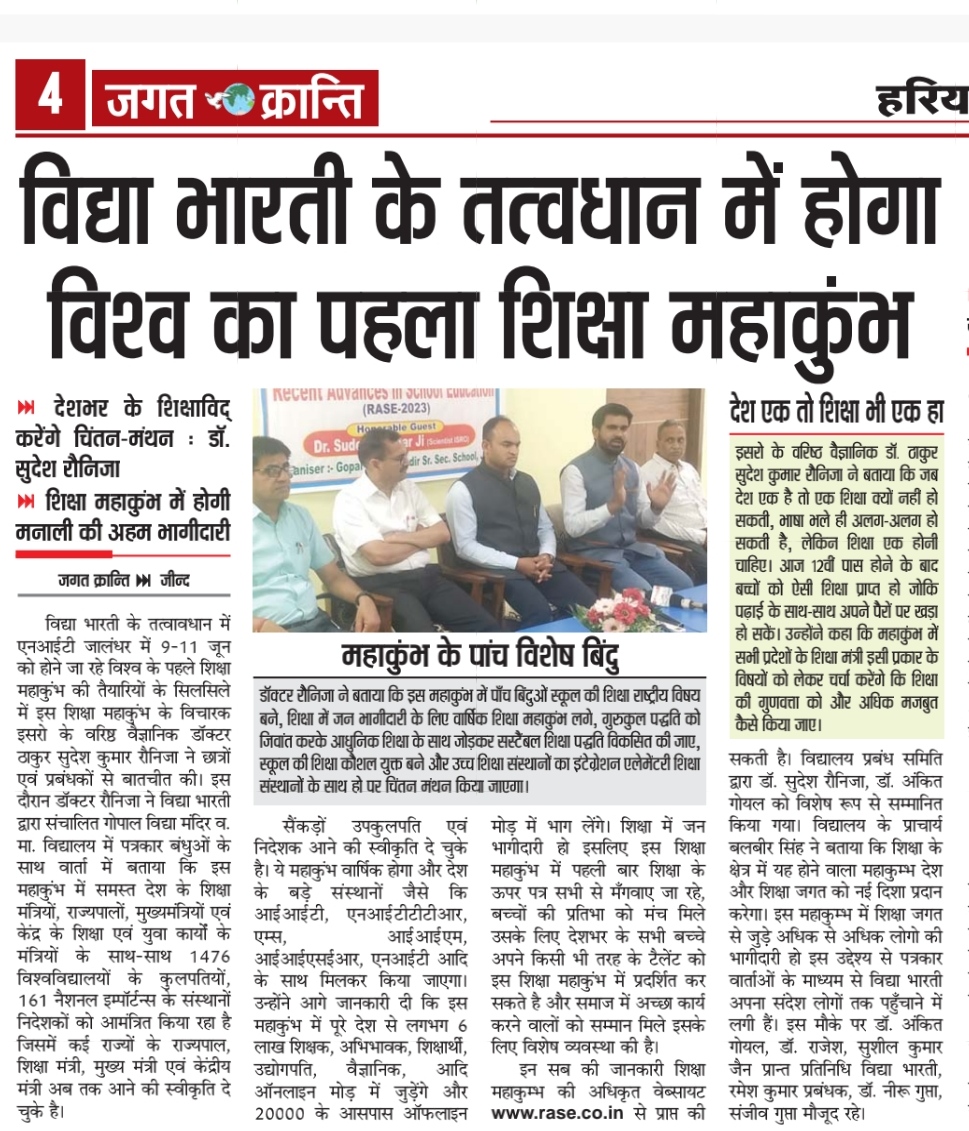 4
जगत क्रान्ति
हरिय
विद्या भारती के तत्वधान में होगा
विश्व का पहला शिक्षा महाकुंभ
देशभर के शिक्षाविद्
करेंगे चिंतन-मंथन : डॉ.
सुदेश रौनिजा
शिक्षा महाकुंभ में होगी
मनाली की अहम भागीदारी
जगत क्रान्ति जीन्द
विद्या भारती के तत्वावधान में
एनआईटी जालंधर में 9-11 जून
को होने जा रहे विश्व के पहले शिक्षा
महाकुंभ की तैयारियों के सिलसिले
में इस शिक्षा महाकुंभ के विचारक
इसरो के वरिष्ठ वैज्ञानिक डॉक्टर
ठाकुर सुदेश कुमार रौनिजा ने छात्रों
एवं प्रबंधकों से बातचीत की। इस
दौरान डॉक्टर रौनिजा ने विद्या भारती
द्वारा संचालित गोपाल विद्या मंदिर व.
मा. विद्यालय में पत्रकार बंधुओं के
साथ वार्ता में बताया कि इस
महाकुंभ में समस्त देश के शिक्षा
मंत्रियों, राज्यपालों, मुख्यमंत्रियों एवं
केंद्र के शिक्षा एवं युवा कार्यों के
मंत्रियों के साथ-साथ 1476
विश्वविद्यालयों के कुलपतियों,
161 नैशनल इम्पॉर्टन्स के संस्थानों
निदेशकों को आमंत्रित किया रहा है
जिसमें कई राज्यों के राज्यपाल,
शिक्षा मंत्री, मुख्य मंत्री एवं केंद्रीय
मंत्री अब तक आने की स्वीकृति दे
चुके है।
Recent Advances in School Education
(RASE-2023)
Honorable Guest
Dr. Sude ar Ji (Scientist ISRO)
aniser :- Gopal dir Sr. Sec. School,
महाकुंभ के पांच विशेष बिंदु
डॉक्टर रौनिजा ने बताया कि इस महाकुंभ में पाँच बिंदुओं स्कूल की शिक्षा राष्ट्रीय विषय
बने, शिक्षा में जन भागीदारी के लिए वार्षिक शिक्षा महाकुंभ लगे, गुरुकुल पद्धति को
जिवांत करके आधुनिक शिक्षा के साथ जोड़कर सस्टैंबल शिक्षा पद्धति विकसित की जाए,
स्कूल की शिक्षा कौशल युक्त बने और उच्च शिक्षा संस्थानों का इंटेग्रेशन एलेमेंटरी शिक्षा
संस्थानों के साथ हो पर चिंतन मंथन किया जाएगा।
सैंकड़ों उपकुलपति एवं
निदेशक आने की स्वीकृति दे चुके
है। ये महाकुंभ वार्षिक होगा और देश
के बड़े संस्थानों जैसे कि
आईआईटी, एनआईटीटीटीआर,
एम्स, आईआईएम,
आईआईएसईआर, एनआईटी आदि
के साथ मिलकर किया जाएगा।
उन्होंने आगे जानकारी दी कि इस
महाकुंभ में पूरे देश से लगभग 6
लाख शिक्षक, अभिभावक, शिक्षार्थी,
उद्योगपति, वैज्ञानिक, आदि
ऑनलाइन मोड़ में जुड़ेंगे और
20000 के आसपास ऑफलाइन
मोड़ में भाग लेंगे। शिक्षा में जन
भागीदारी हो इसलिए इस शिक्षा
महाकुंभ में पहली बार शिक्षा के
ऊपर पत्र सभी से मँगवाए जा रहे,
बच्चों की प्रतिभा को मंच मिले
उसके लिए देशभर के सभी बच्चे
अपने किसी भी तरह के टैलेंट को
इस शिक्षा महाकुंभ में प्रदर्शित कर
सकते है और समाज में अच्छा कार्य
करने वालों को सम्मान मिले इसके
लिए विशेष व्यवस्था की है।
इन सब की जानकारी शिक्षा
महाकुम्भ की अधिकृत वेब्सायट
www.rase.co.in से प्राप्त की
देश एक तो शिक्षा भी एक हा
इसरो के वरिष्ठ वैज्ञानिक डॉ. ठाकुर
सुदेश कुमार रौनिजा ने बताया कि जब
देश एक है तो एक शिक्षा क्यों नही हो
सकती, भाषा भले ही अलग-अलग हो
सकती है, लेकिन शिक्षा एक होनी
चाहिए। आज 12वीं पास होने के बाद
बच्चों को ऐसी शिक्षा प्राप्त हो जोकि
पढ़ाई के साथ-साथ अपने पैरों पर खड़ा
हो सके। उन्होंने कहा कि महाकुंभ में
सभी प्रदेशों के शिक्षा मंत्री इसी प्रकार के
विषयों को लेकर चर्चा करेंगे कि शिक्षा
की गुणवत्ता को और अधिक मजबुत
कैसे किया जाए।
सकती है। विद्यालय प्रबंध समिति
द्वारा डॉ. सुदेश रौनिजा, डॉ. अंकित
गोयल को विशेष रूप से सम्मानित
किया गया। विद्यालय के प्राचार्य
बलबीर सिंह ने बताया कि शिक्षा के
क्षेत्र में यह होने वाला महाकुम्भ देश
और शिक्षा जगत को नई दिशा प्रदान
करेगा। इस महाकुम्भ में शिक्षा जगत
से जुड़े अधिक से अधिक लोगो की
भागीदारी हो इस उद्देश्य से पत्रकार
वार्ताओं के माध्यम से विद्या भारती
अपना संदेश लोगों तक पहुँचाने में
लगी हैं। इस मौके पर डॉ. अंकित
गोयल, डॉ. राजेश, सुशील कुमार
जैन प्रान्त प्रतिनिधि विद्या भारती,
रमेश कुमार प्रबंधक, डॉ. नीरू गुप्ता,
संजीव गुप्ता मौजूद रहे।